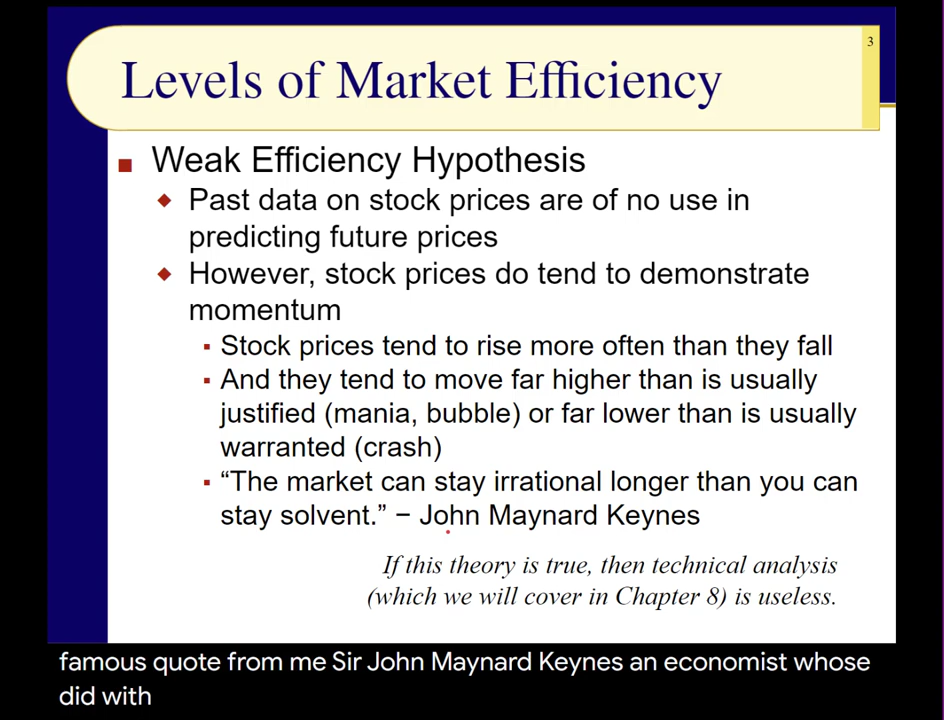 3
Levels of Market Efficiency
Weak Efficiency Hypothesis
Past data on stock prices are of no use in
predicting future prices
However, stock prices do tend to demonstrate
momentum
Stock prices tend to rise more often than they fall
And they tend to move far higher than is usually
justified (mania, bubble) or far lower than is usually
warranted (crash)
“The market can stay irrational longer than you can
stay solvent.” – John Maynard Keynes
If this theory is true, then technical analysis
(which we will cover in Chapter 8) is useless.
famous quote from me Sir John Maynard Keynes an economist whose
did with